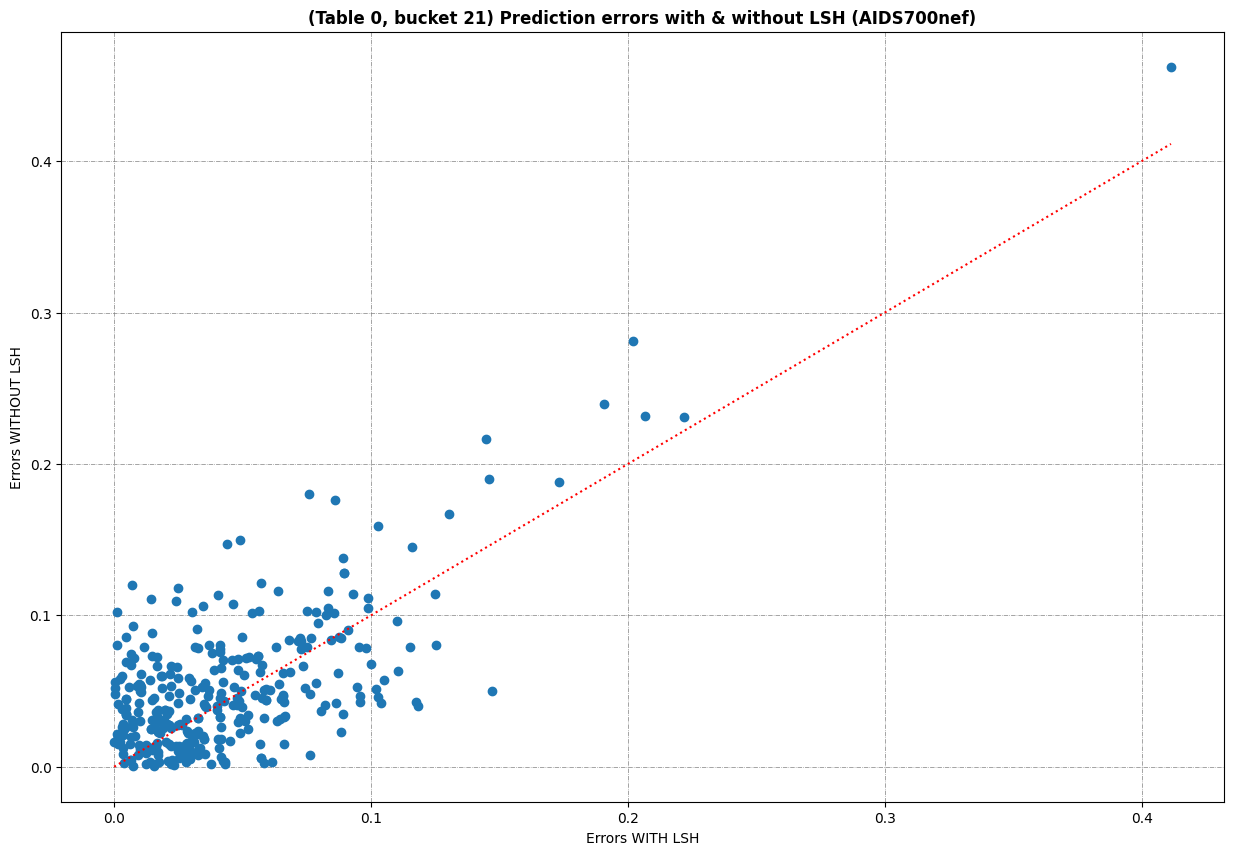 (Table 0, bucket 21) Prediction errors with & without LSH (AIDS700nef)
Errors WITHOUT LSH
0.4
0.3
0.2
0.1
0.0
0.0 0.1 0.2 0.3 0.4
Errors WITH LSH